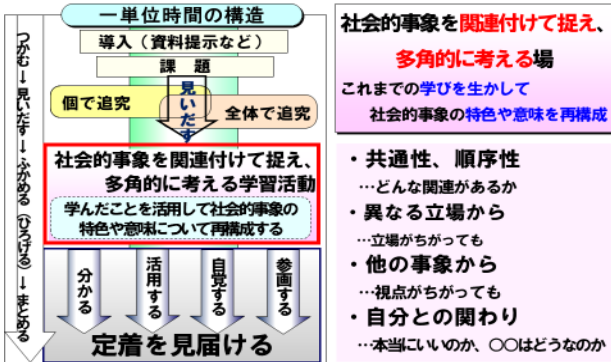 一単位時間の構造
導入（資料提示など）
課　題
つかむ→見いだす→ふかめる（ひろげる）→まとめる
個で追究
見いだす
全体で追究
社会的事象を関連付けて捉え、
多角的に考える学習活動
学んだことを活用して社会的事象の
特色や意味について再構成する
分かる
活用する
自覚する
参画する
定着を見届ける
社会的事象を関連付けて捉え、
多角的に考える場
これまでの学びを生かして
社会的事象の特色や意味を再構成
・共通性、順序性
…どんな関連があるか
・異なる立場から
…立場がちがっても
・他の事象から
…視点がちがっても
・自分との関わり
…本当にいいのか、〇〇はどうなのか